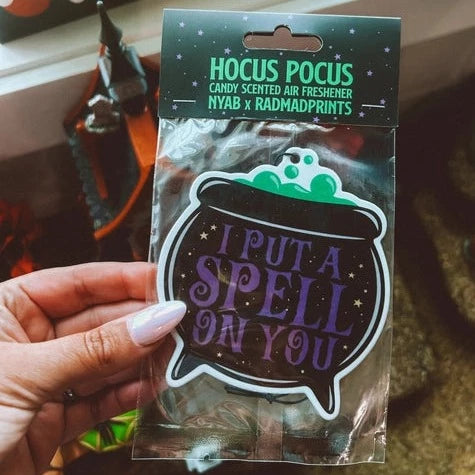 HOCUS POCUS
CANDY SCENTED AIR FRESHENER
NYAB x RADMADPRINTS
I PUT A
SPELL
ON YOU